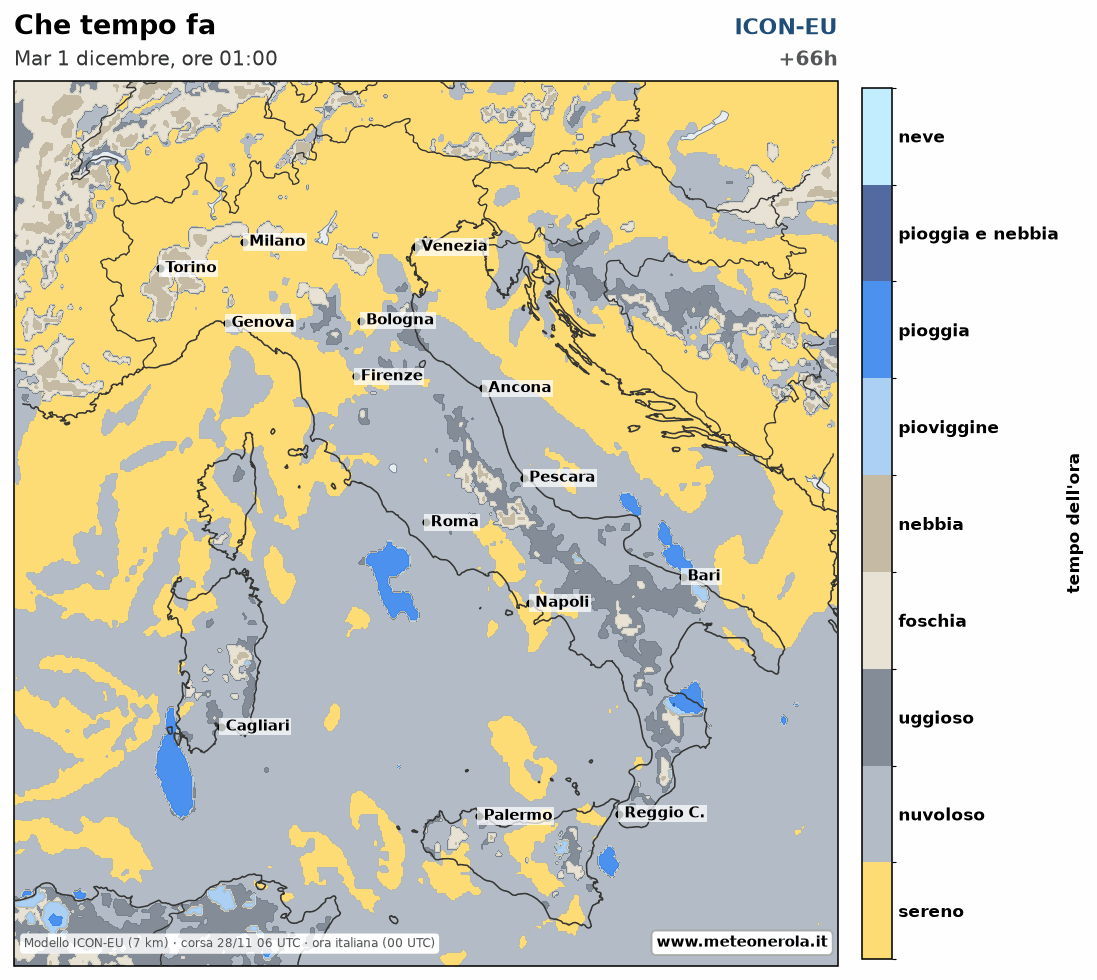 Che tempo fa
ICON-EU
Mar 1 dicembre, ore 01:00
+66h
Milano
Venezia
Torino
Genova
Bologna
Firenze
Ancona
Pescara
Roma
Bari
Napoli
Cagliari
Palermo
Reggio C.
Modello ICON-EU (7 km) · corsa 28/11 06 UTC · ora italiana (00 UTC)
www.meteonerola.it
neve
pioggia e nebbia
pioggia
pioviggine
nebbia
foschia
uggioso
nuvoloso
sereno
tempo dell'ora